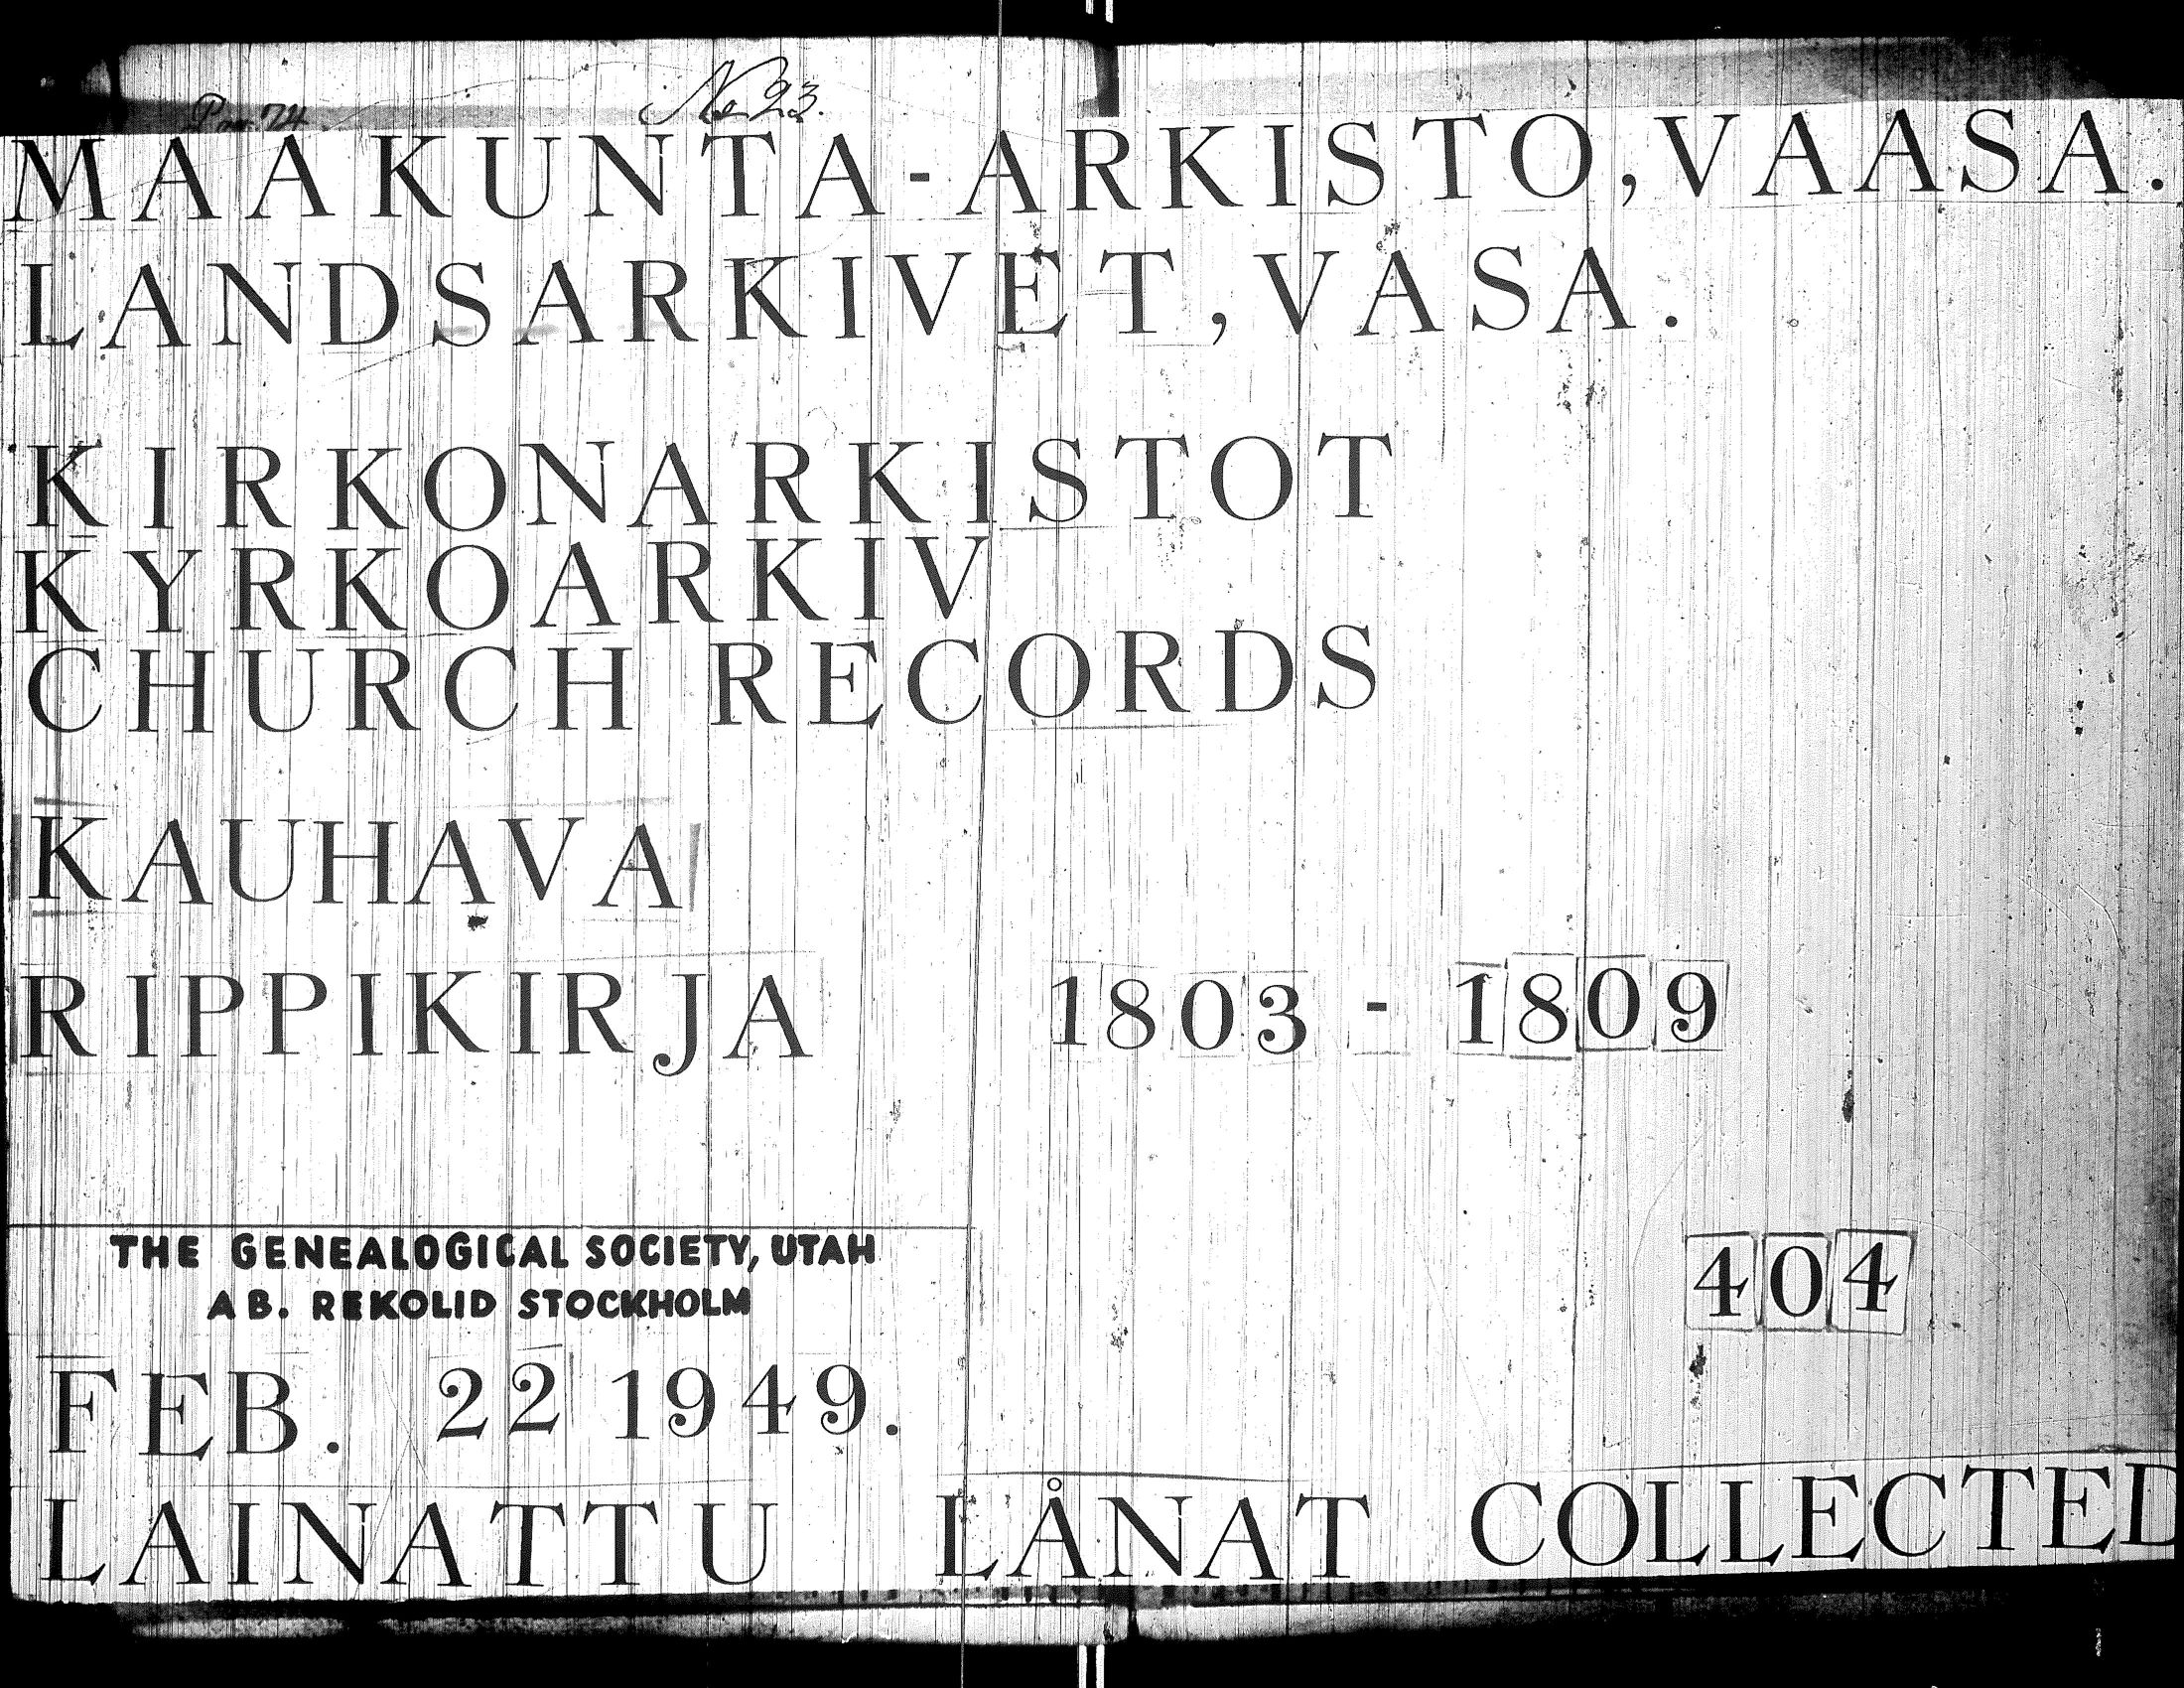 No 23.
MAAKUNTA-ARKISTO, VAASA.
LANDSARKIVET, VASA.
KIRKONARKISTOT
KYRKOARKIV
CHURCH RECORDS
KAUHAVA
RIPPIKIRJA 1803 - 1809
THE GENEALOGICAL SOCIETY, UTAH
AB. REKOLID STOCKHOLM
404
FEB. 22 1949.
LAINATTU LÅNAT COLLECTED